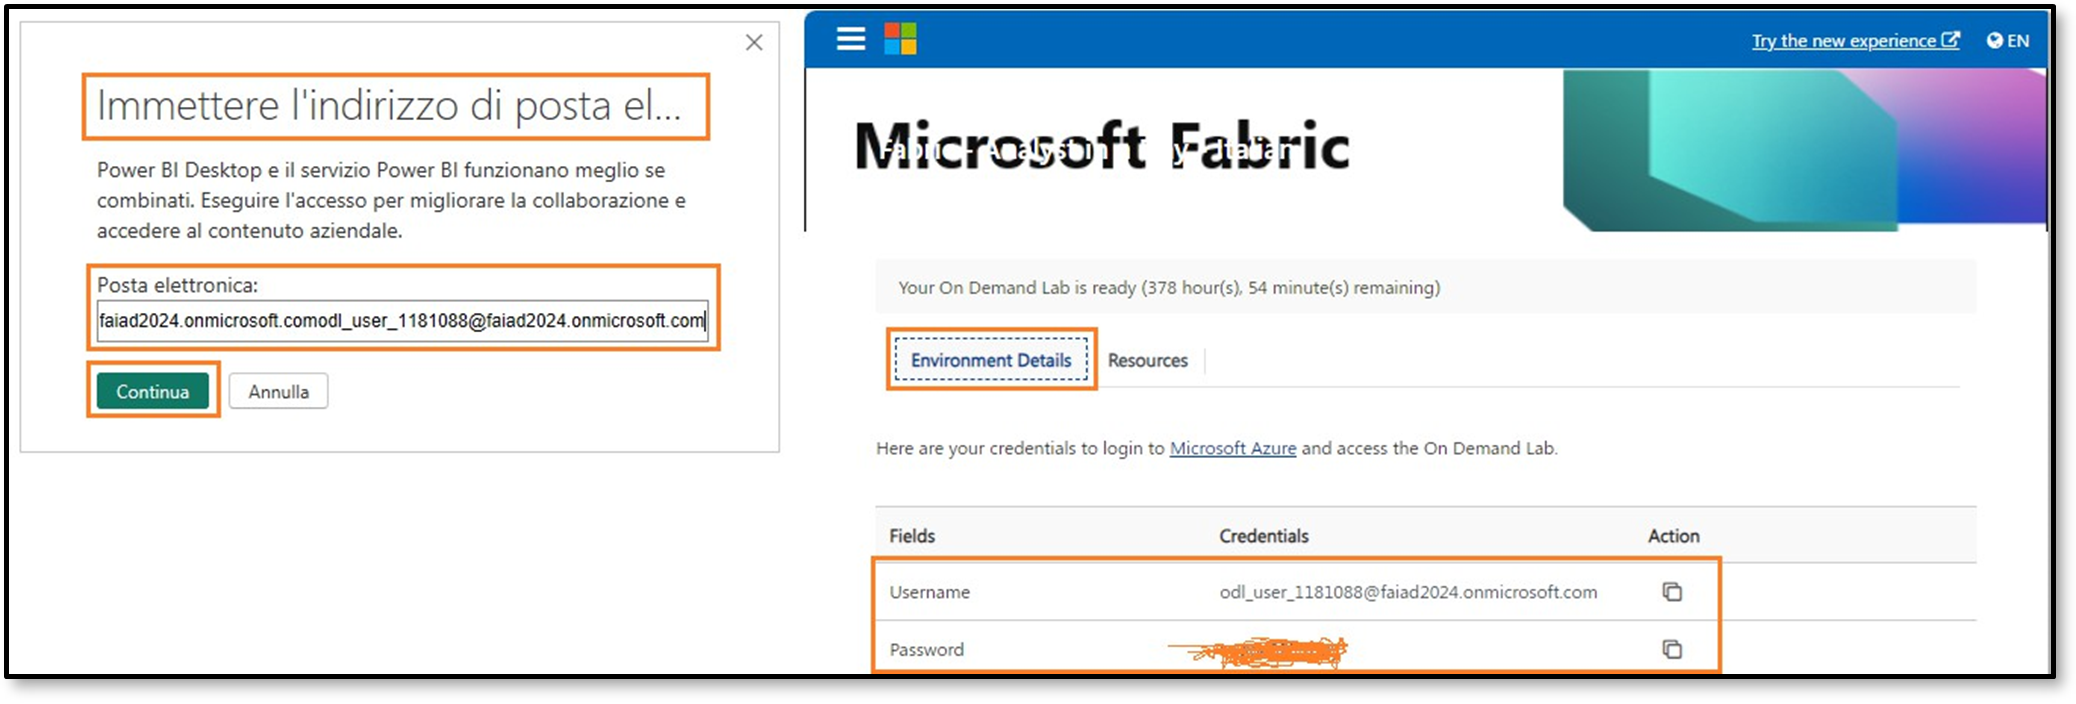 Immettere l'indirizzo di posta el...
Power BI Desktop e il servizio Power BI funzionano meglio se
combinati. Eseguire l'accesso per migliorare la collaborazione e
accedere al contenuto aziendale.
Posta elettronica:
faiad2024.onmicrosoft.comodl_user_1181088@faiad2024.onmicrosoft.com
Continua
Annulla
Try the new experience
EN
Microsoft Fabric
Your On Demand Lab is ready (378 hour(s), 54 minute(s) remaining)
Environment Details
Resources
Here are your credentials to login to Microsoft Azure and access the On Demand Lab.
Fields Credentials Action
Username odl_user_1181088@faiad2024.onmicrosoft.com
Password